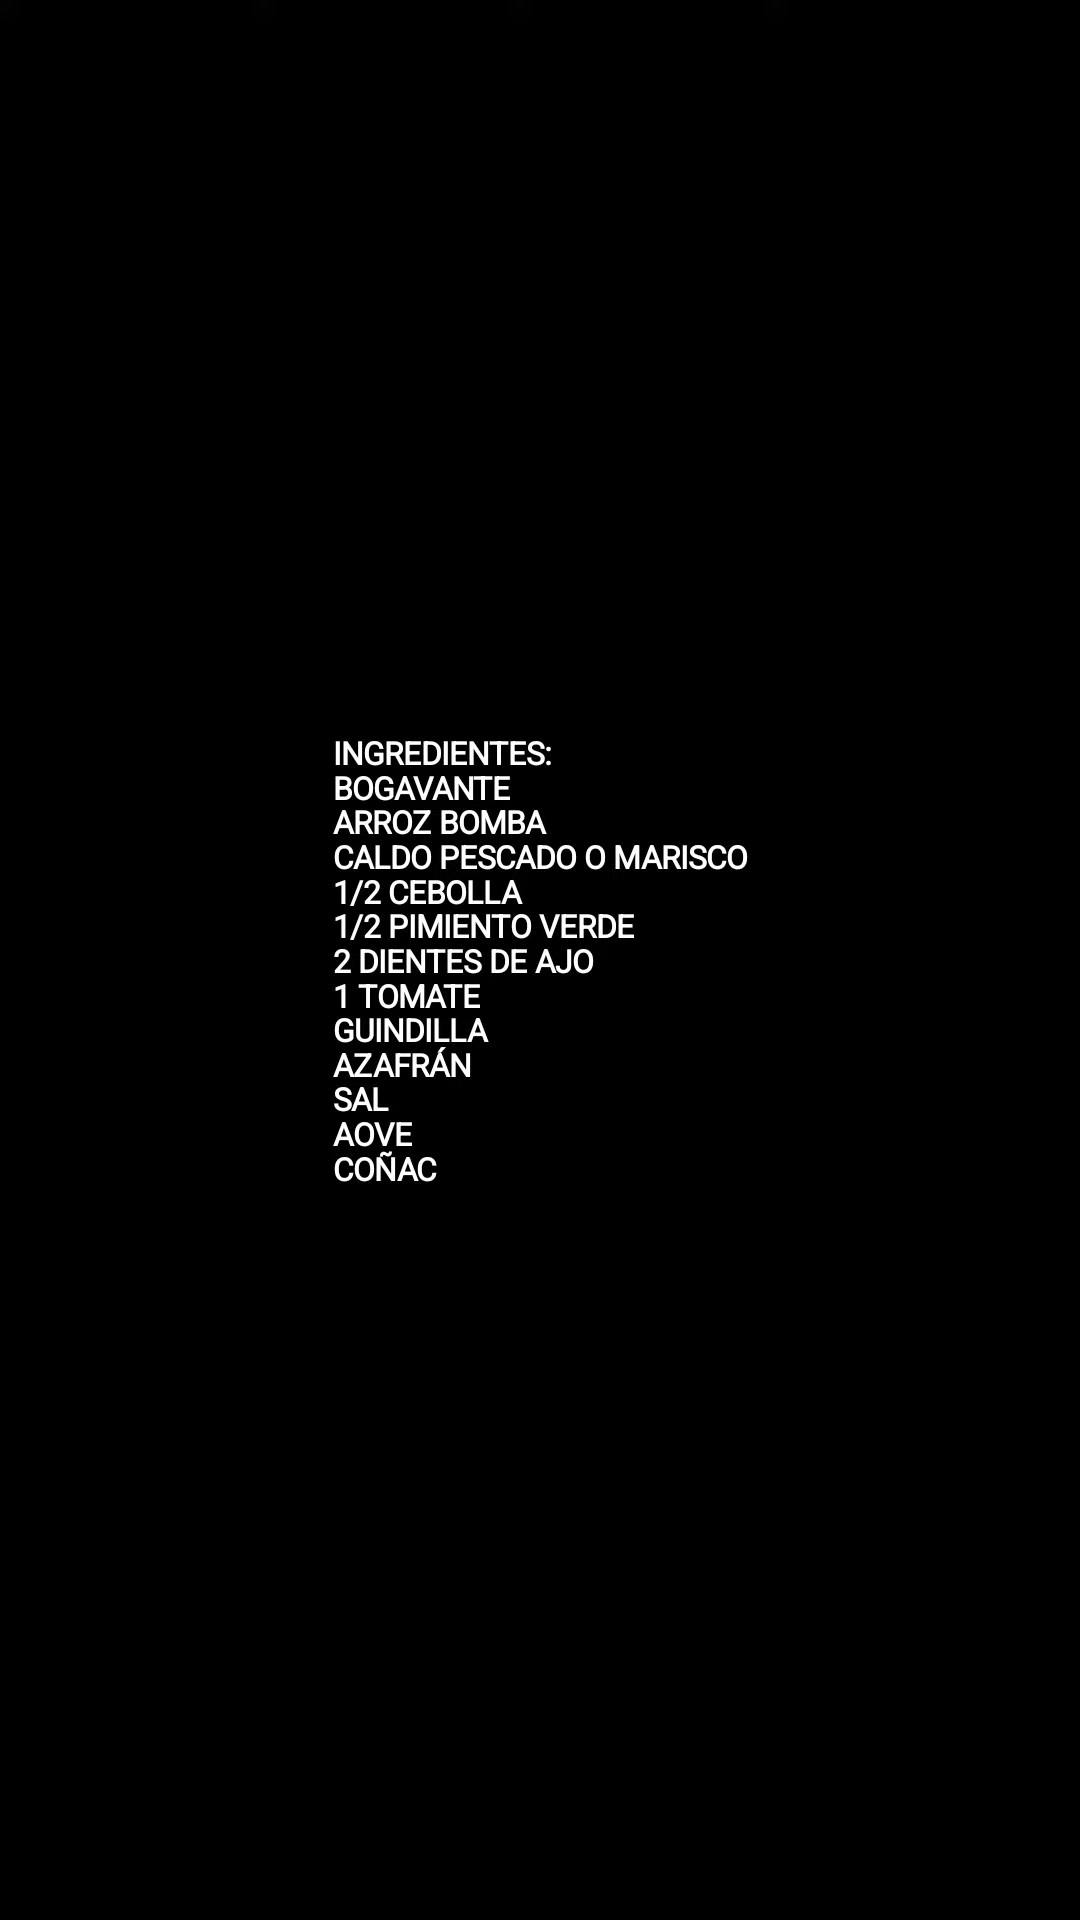 INGREDIENTES:
BOGAVANTE
ARROZ BOMBA
CALDO PESCADO O MARISCO
1/2 CEBOLLA
1/2 PIMIENTO VERDE
2 DIENTES DE AJO
1 TOMATE
GUINDILLA
AZAFRÁN
SAL
AOVE
COÑAC